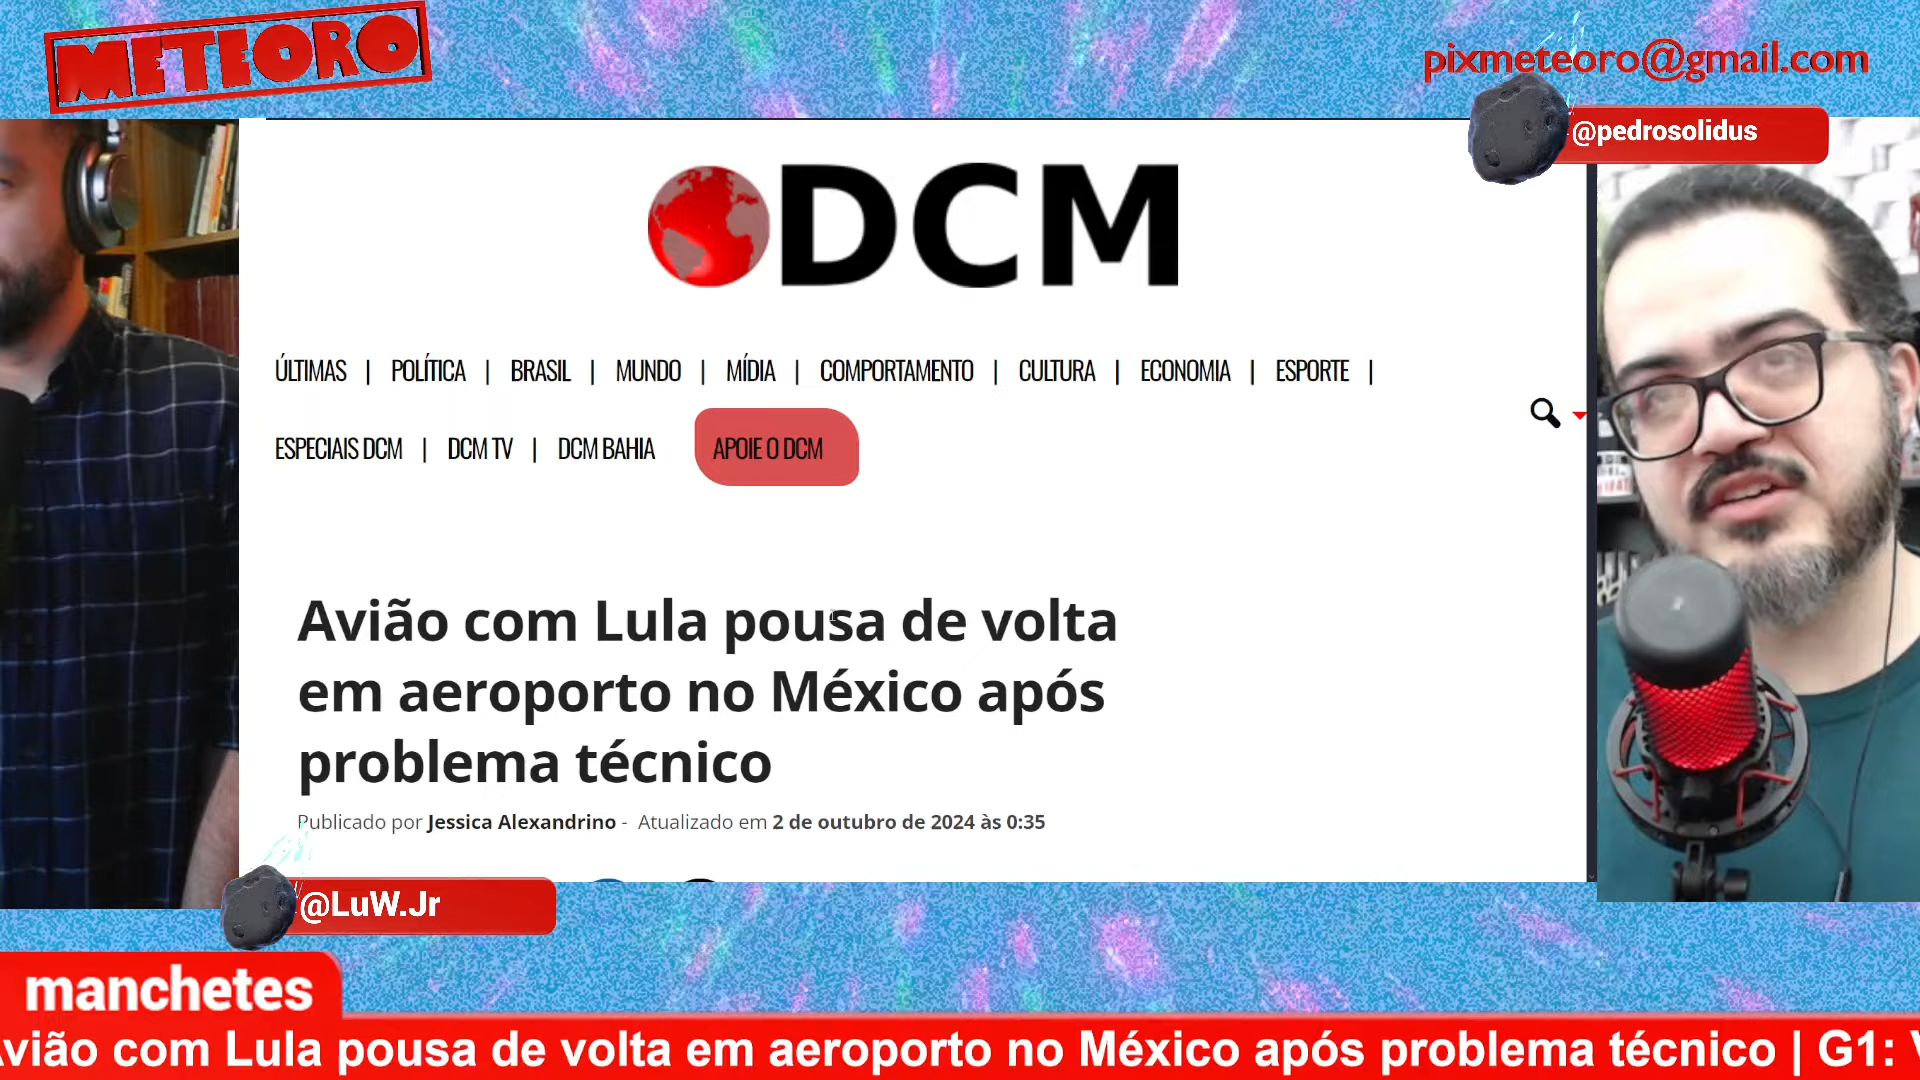 METEORO
pixmeteoro@gmail.com
@pedrosolidus
DCM
ÚLTIMAS | POLÍTICA | BRASIL | MUNDO | MÍDIA | COMPORTAMENTO | CULTURA | ECONOMIA | ESPORTE |
ESPECIAIS DCM | DCM TV | DCM BAHIA APOIE O DCM
Avião com Lula pousa de volta
em aeroporto no México após
problema técnico
Publicado por Jessica Alexandrino - Atualizado em 2 de outubro de 2024 às 0:35
@LuW.Jr
manchetes
vião com Lula pousa de volta em aeroporto no México após problema técnico | G1: